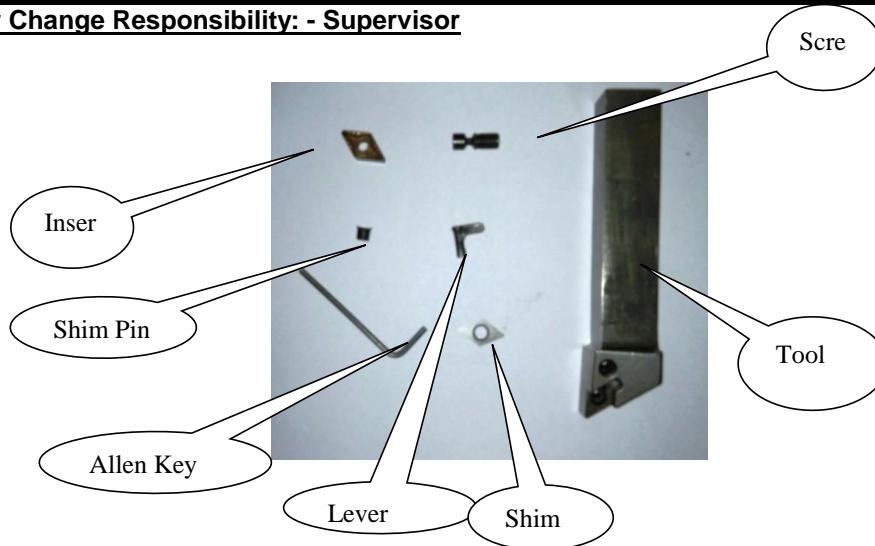 Change Responsibility: - Supervisor
Scre
Inser
Shim Pin
Tool
Allen Key
Lever
Shim